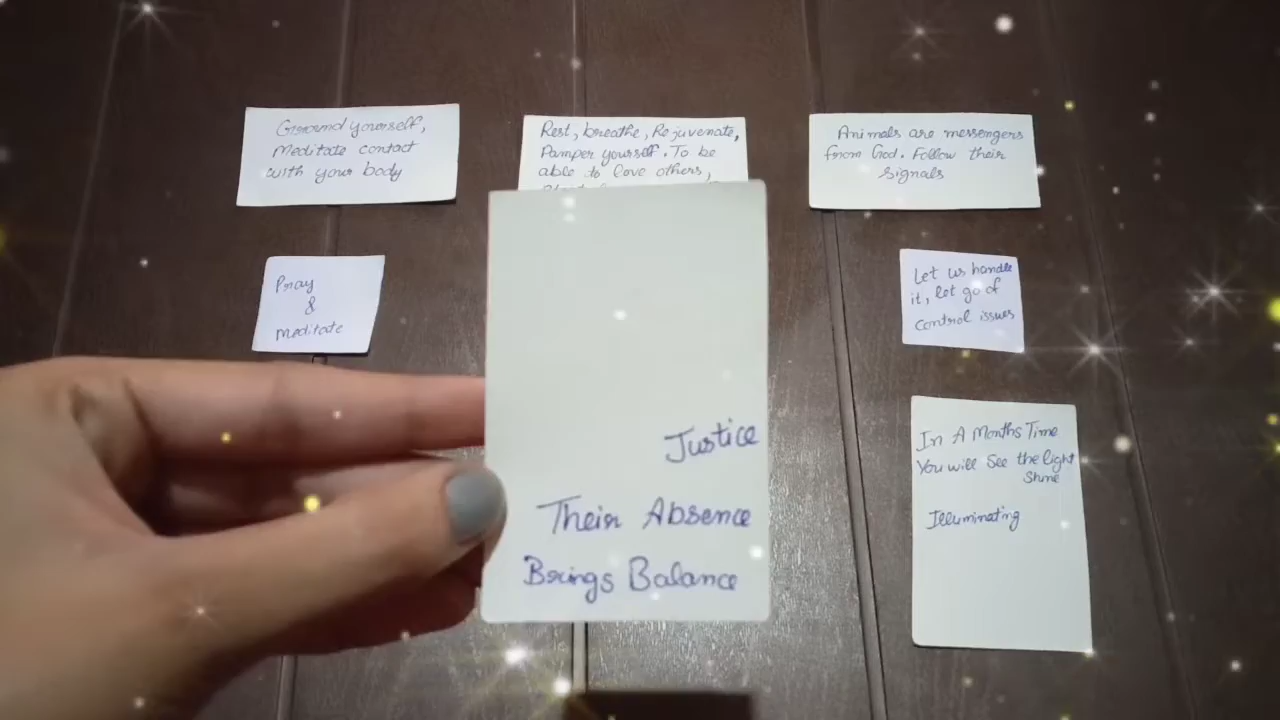 Ground yourself,
Meditate contact
with your body
Rest, breathe, Rejuvenate,
Pamper yourself. To be
able to love others,
Animals are messengers
from God. Follow their
signals
Pray
&
Meditate
Let us handle
it, let go of
control issues
Justice
Their Absence
Brings Balance
In A Months Time
You will See the light
Shine
Illuminating